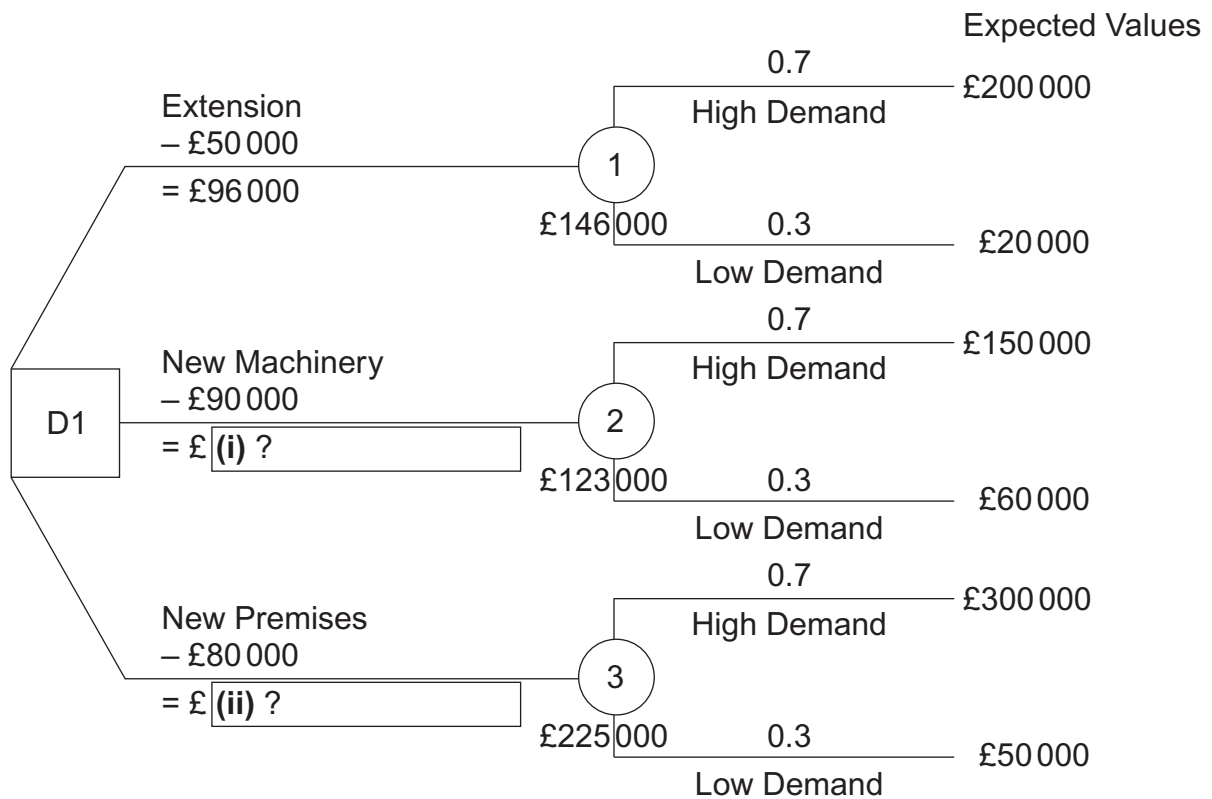 Expected Values
0.7
£200 000
Extension
High Demand
– £50 000
1
= £96 000
£146 000
0.3
£20 000
Low Demand
0.7
£150 000
New Machinery
High Demand
– £90 000
D1
2
= £ (i) ?
£123 000
0.3
£60 000
Low Demand
0.7
£300 000
New Premises
High Demand
– £80 000
3
= £ (ii) ?
£225 000
0.3
£50 000
Low Demand